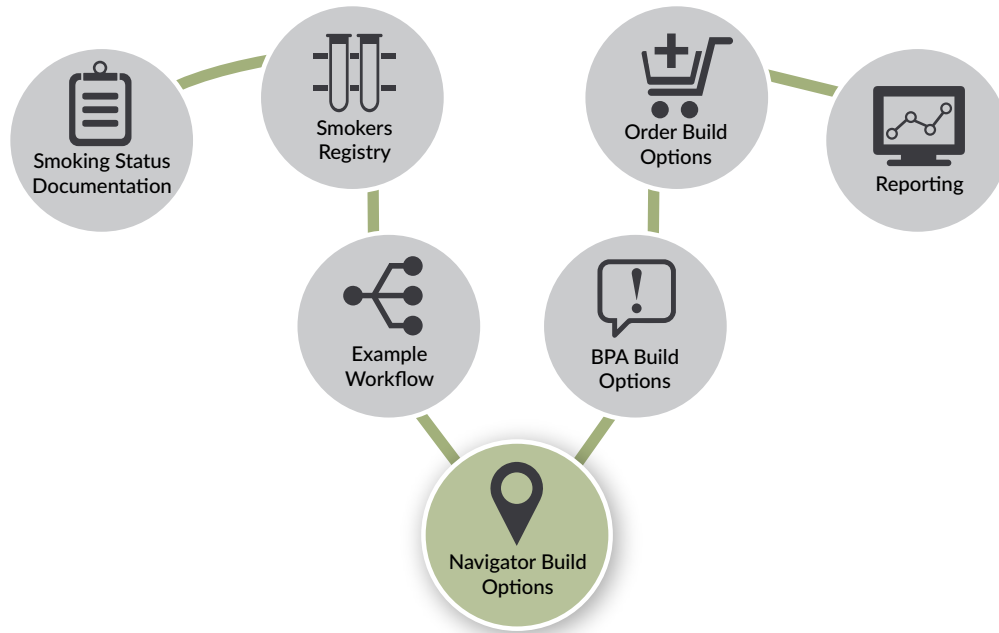 Smoking Status
Documentation
Smokers
Registry
Example
Workflow
Navigator Build
Options
BPA Build
Options
Order Build
Options
Reporting